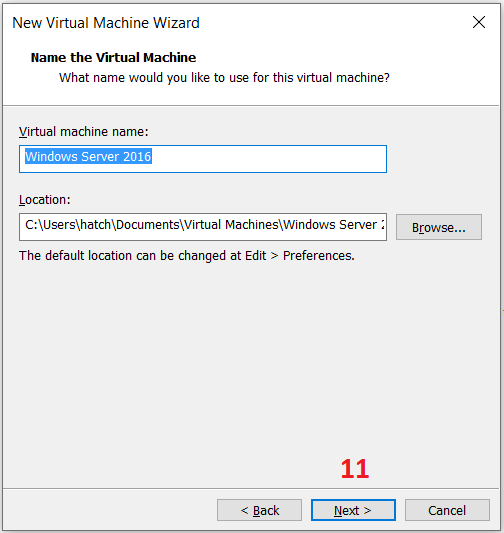 New Virtual Machine Wizard
Name the Virtual Machine
What name would you like to use for this virtual machine?
Virtual machine name:
Windows Server 2016
Location:
C:\Users\hatch\Documents\Virtual Machines\Windows Server 2
Browse...
The default location can be changed at Edit > Preferences.
11
< Back
Next >
Cancel